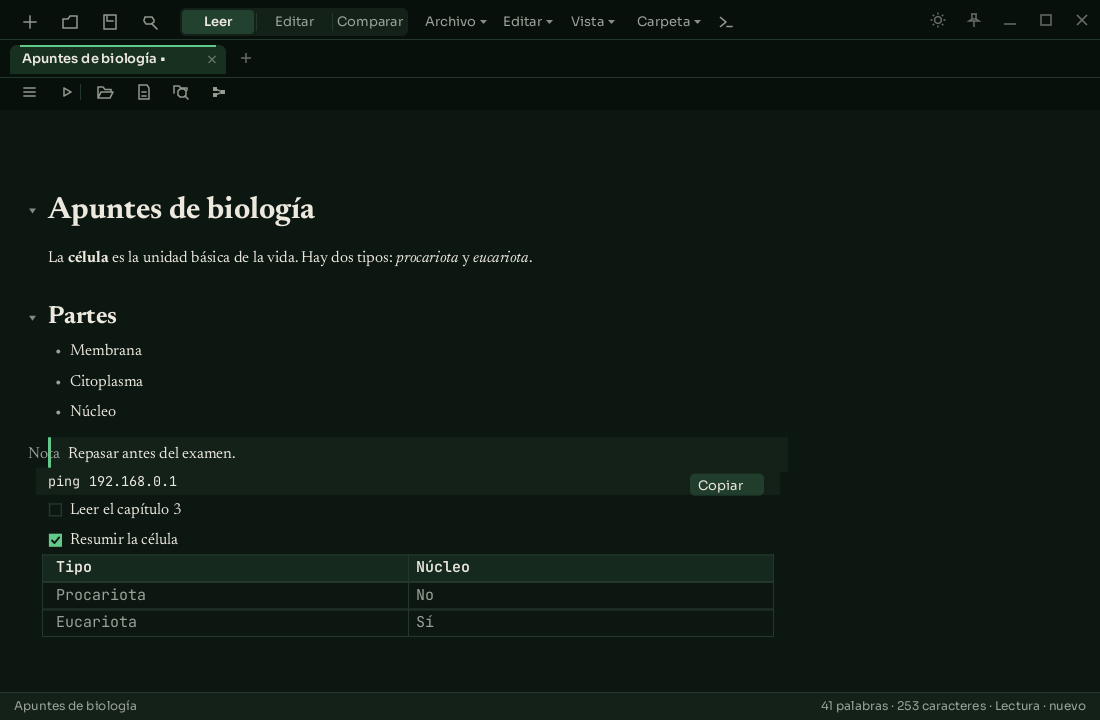 Leer Editar Comparar Archivo Editar Vista Carpeta
Apuntes de biología •
Apuntes de biología
La célula es la unidad básica de la vida. Hay dos tipos: procariota y eucariota.
Partes
• Membrana
• Citoplasma
• Núcleo
Nota Repasar antes del examen.
ping 192.168.0.1 Copiar
Leer el capítulo 3
Resumir la célula
Tipo Núcleo
Procariota No
Eucariota Sí
Apuntes de biología 41 palabras · 253 caracteres · Lectura · nuevo